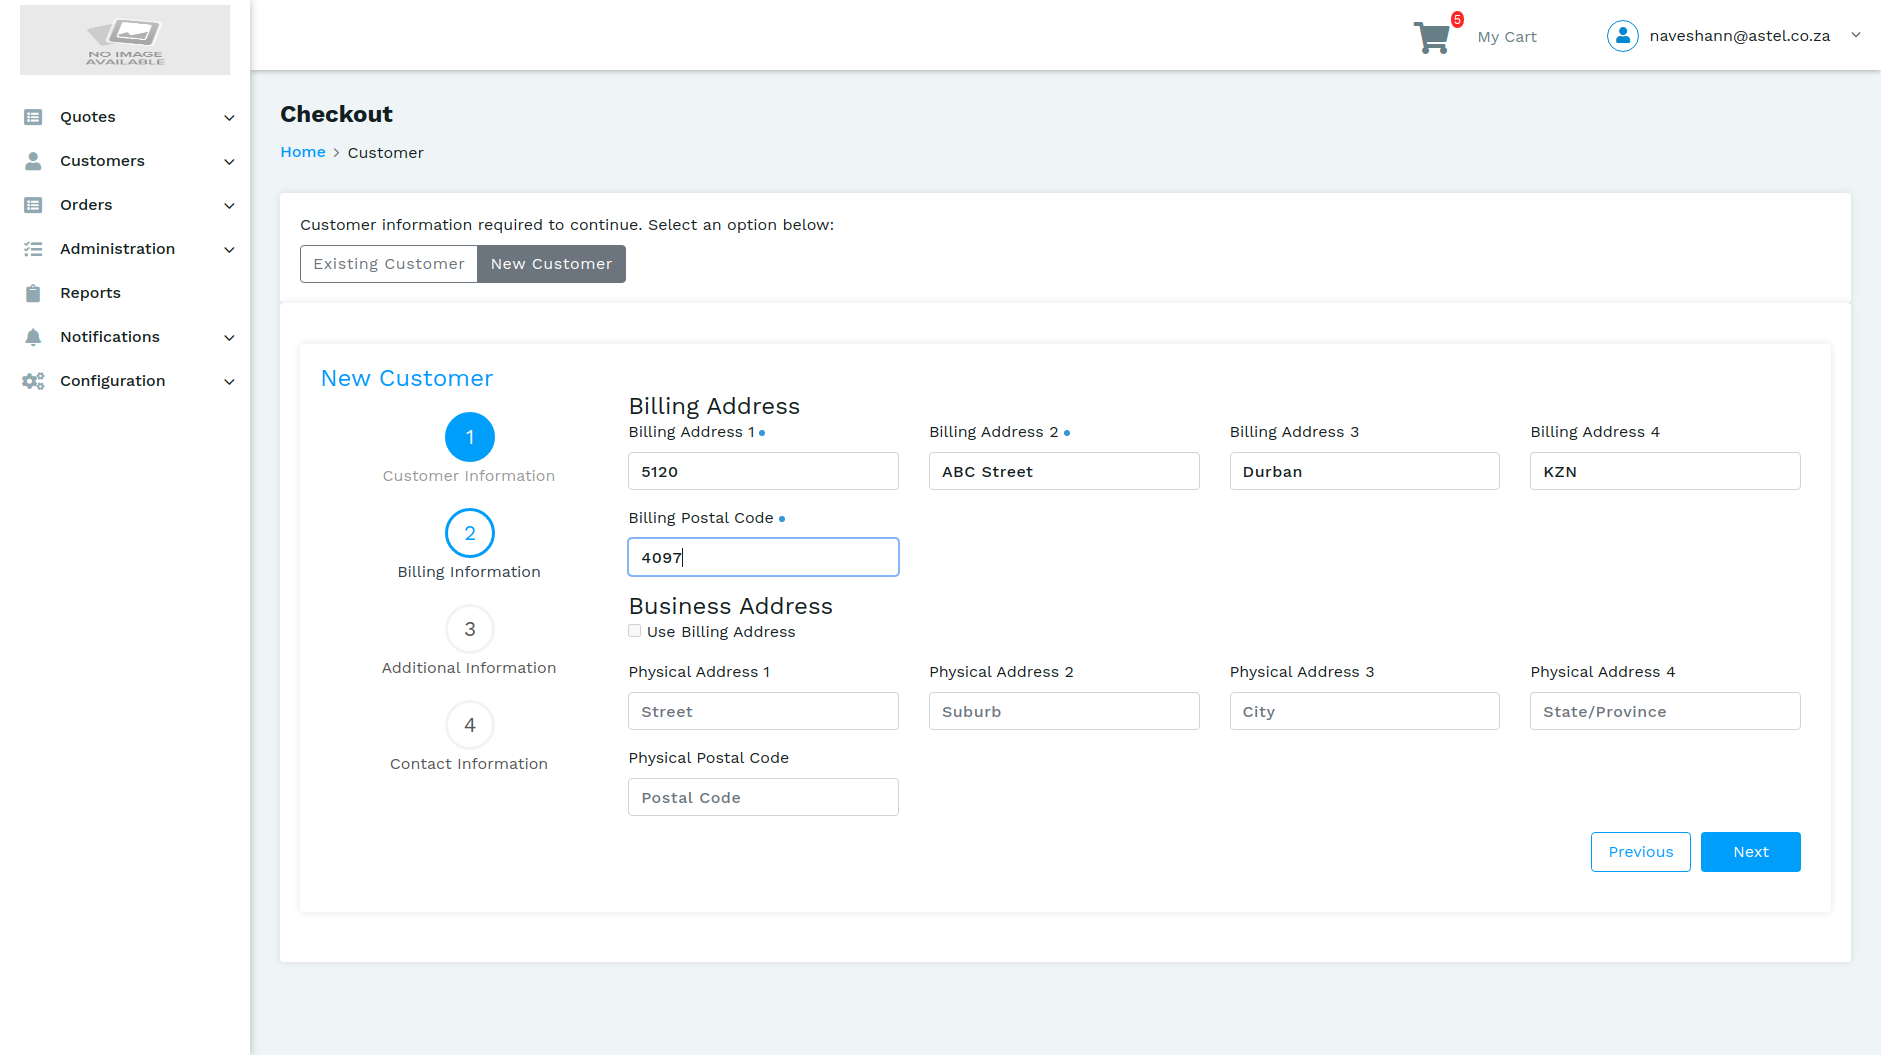 NO IMAGE
AVAILABLE
5
My Cart
naveshann@astel.co.za
Quotes
Customers
Orders
Administration
Reports
Notifications
Configuration
Checkout
Home > Customer
Customer information required to continue. Select an option below:
Existing Customer New Customer
New Customer
1
Customer Information
2
Billing Information
3
Additional Information
4
Contact Information
Billing Address
Billing Address 1 Billing Address 2 Billing Address 3 Billing Address 4
5120 ABC Street Durban KZN
Billing Postal Code
4097
Business Address
Use Billing Address
Physical Address 1 Physical Address 2 Physical Address 3 Physical Address 4
Street Suburb City State/Province
Physical Postal Code
Postal Code
Previous Next